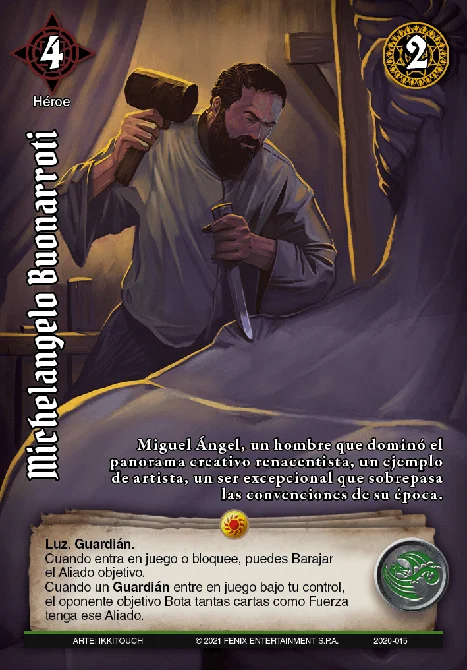 4
2
Héroe
Michelangelo Buonarroti
Miguel Ángel, un hombre que dominó el
panorama creativo renacentista, un ejemplo
de artista, un ser excepcional que sobrepasa
las convenciones de su época.
Luz. Guardián.
Cuando entra en juego o bloquee, puedes Barajar
el Aliado objetivo.
Cuando un Guardián entre en juego bajo tu control,
el oponente objetivo Bota tantas cartas como Fuerza
tenga ese Aliado.
ARTE: IKKITOUCH © 2021 FENIX ENTERTAINMENT S.P.A. 2020-015